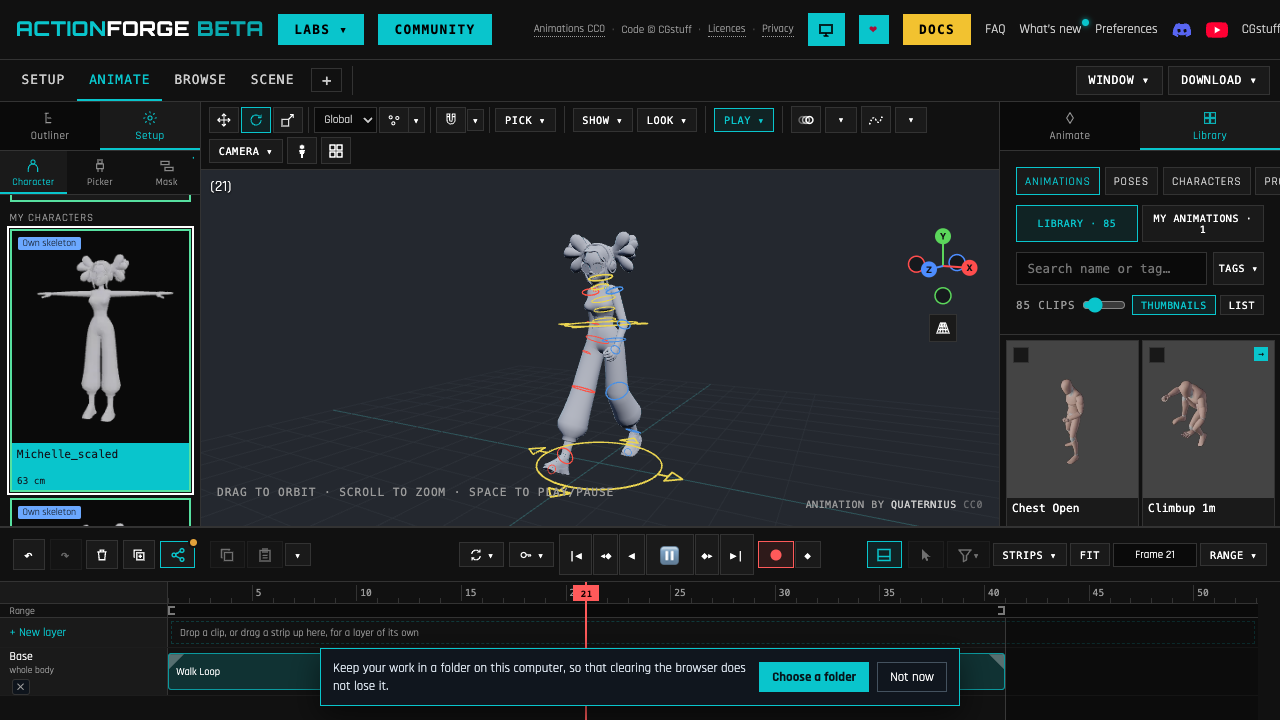 ACTIONFORGE BETA
LABS ▾
COMMUNITY
Animations CC0 · Code © CGstuff · Licences · Privacy
DOCS
FAQ
What's new
Preferences
SETUP
ANIMATE
BROWSE
SCENE
+
WINDOW ▾
DOWNLOAD ▾
Outliner
Setup
Global
PICK ▾
SHOW ▾
LOOK ▾
PLAY ▾
Animate
Library
CAMERA ▾
Character
Picker
Mask
(21)
ANIMATIONS
POSES
CHARACTERS
MY CHARACTERS
LIBRARY · 85
MY ANIMATIONS · 1
Own skeleton
Y
X
Z
Search name or tag…
TAGS ▾
85 CLIPS
THUMBNAILS
LIST
Michelle_scaled
63 cm
DRAG TO ORBIT · SCROLL TO ZOOM · SPACE TO PLAY/PAUSE
ANIMATION BY QUATERNIUS CC0
Own skeleton
Chest Open
Climbup 1m
STRIPS ▾
FIT
Frame 21
RANGE ▾
5
10
15
21
25
30
35
40
45
50
Range
+ New layer
Drop a clip, or drag a strip up here, for a layer of its own
Base
whole body
Walk Loop
Keep your work in a folder on this computer, so that clearing the browser does
not lose it.
Choose a folder
Not now